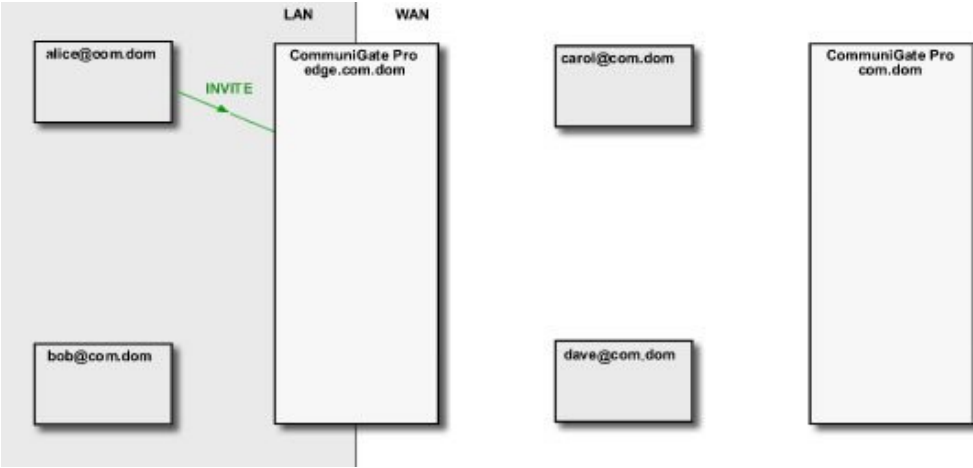 LAN WAN
alice@com.dom
CommuniGate Pro
edge.com.dom
carol@com.dom
CommuniGate Pro
com.dom
INVITE
bob@com.dom
dave@com.dom